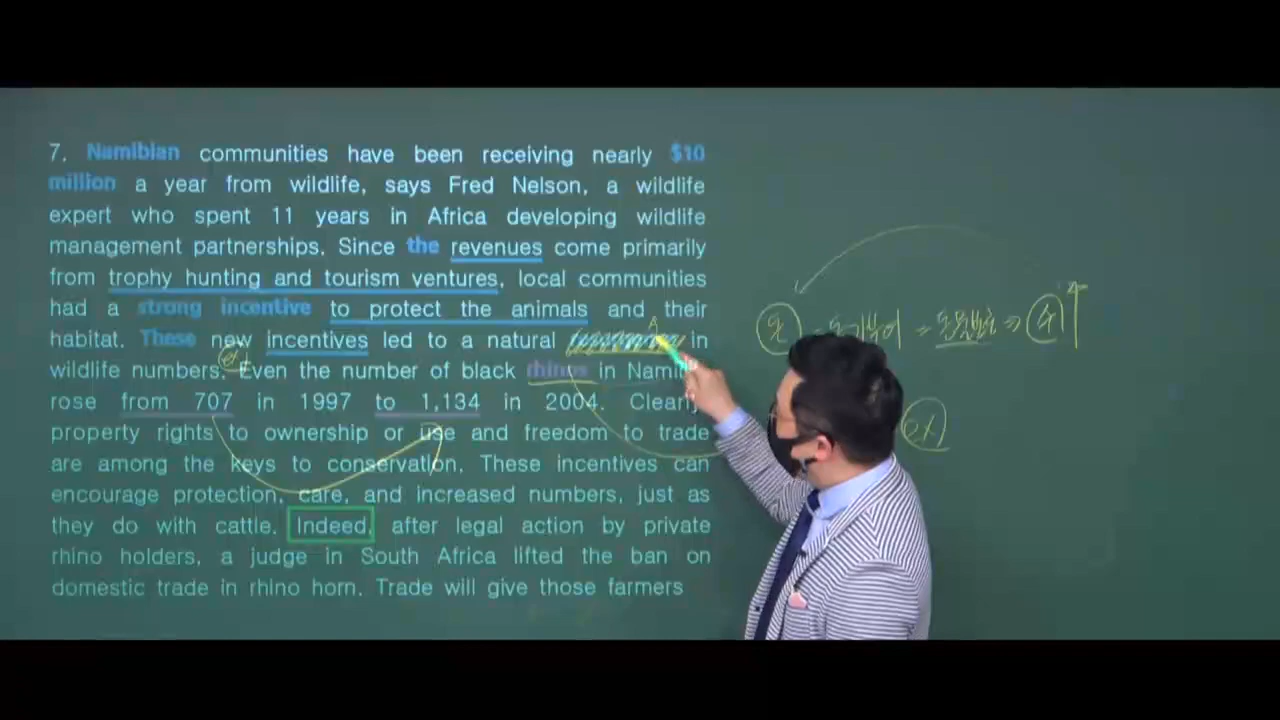 7. Namibian communities have been receiving nearly $10
million a year from wildlife, says Fred Nelson, a wildlife
expert who spent 11 years in Africa developing wildlife
management partnerships. Since the revenues come primarily
from trophy hunting and tourism ventures, local communities
had a strong incentive to protect the animals and their
habitat. These new incentives led to a natural in
wildlife numbers. Even the number of black rhinos in
rose from 707 in 1997 to 1,134 in 2004.
property rights to ownership or use and freedom to trade
are among the keys to conservation. These incentives can
encourage protection, care, and increased numbers, just as
they do with cattle. Indeed, after legal action by private
rhino holders, a judge in South Africa lifted the ban on
domestic trade in rhino horn. Trade will give those farmers
ex)